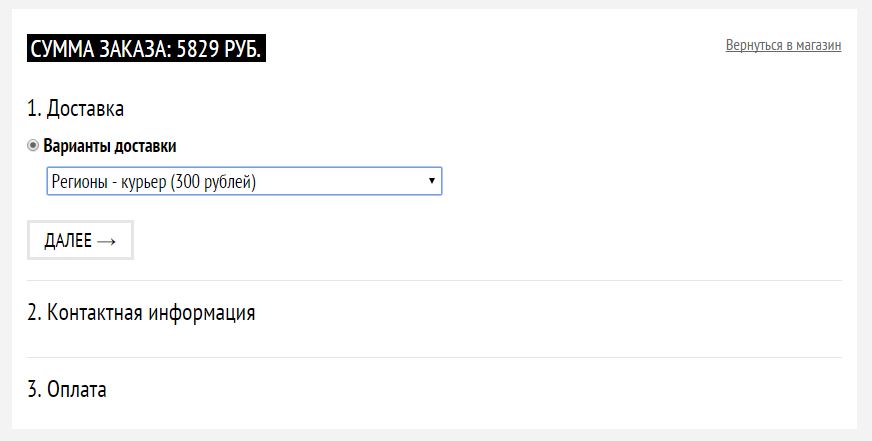 СУММА ЗАКАЗА: 5829 РУБ.
Вернуться в магазин
1. Доставка
Варианты доставки
Регионы - курьер (300 рублей)
ДАЛЕЕ →
2. Контактная информация
3. Оплата